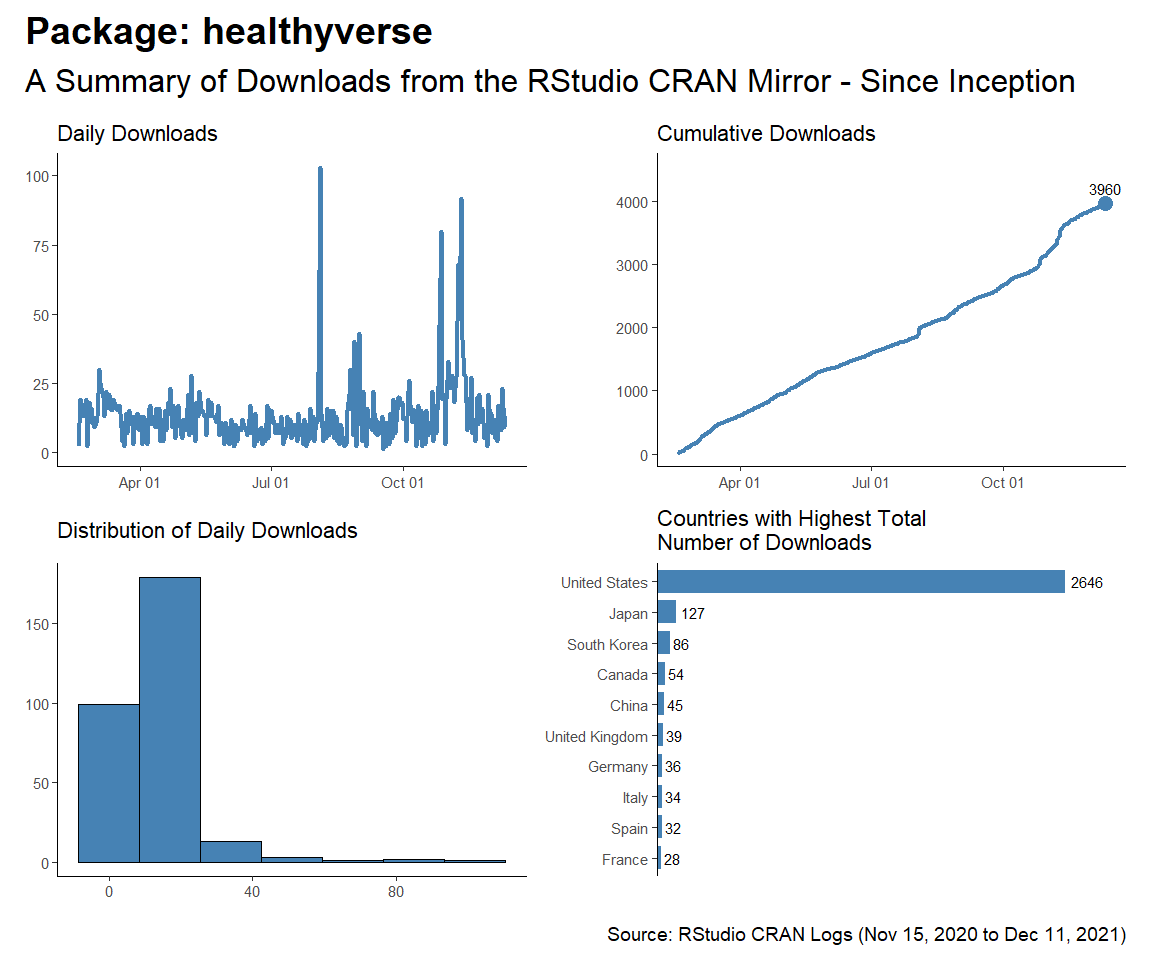 Package: healthyverse
A Summary of Downloads from the RStudio CRAN Mirror - Since Inception
Daily Downloads
100
75
50
25
0
Apr 01 Jul 01 Oct 01
Cumulative Downloads
3960
4000
3000
2000
1000
0
Apr 01 Jul 01 Oct 01
Distribution of Daily Downloads
150
100
50
0
0 40 80
Countries with Highest Total
Number of Downloads
United States 2646
Japan 127
South Korea 86
Canada 54
China 45
United Kingdom 39
Germany 36
Italy 34
Spain 32
France 28
Source: RStudio CRAN Logs (Nov 15, 2020 to Dec 11, 2021)